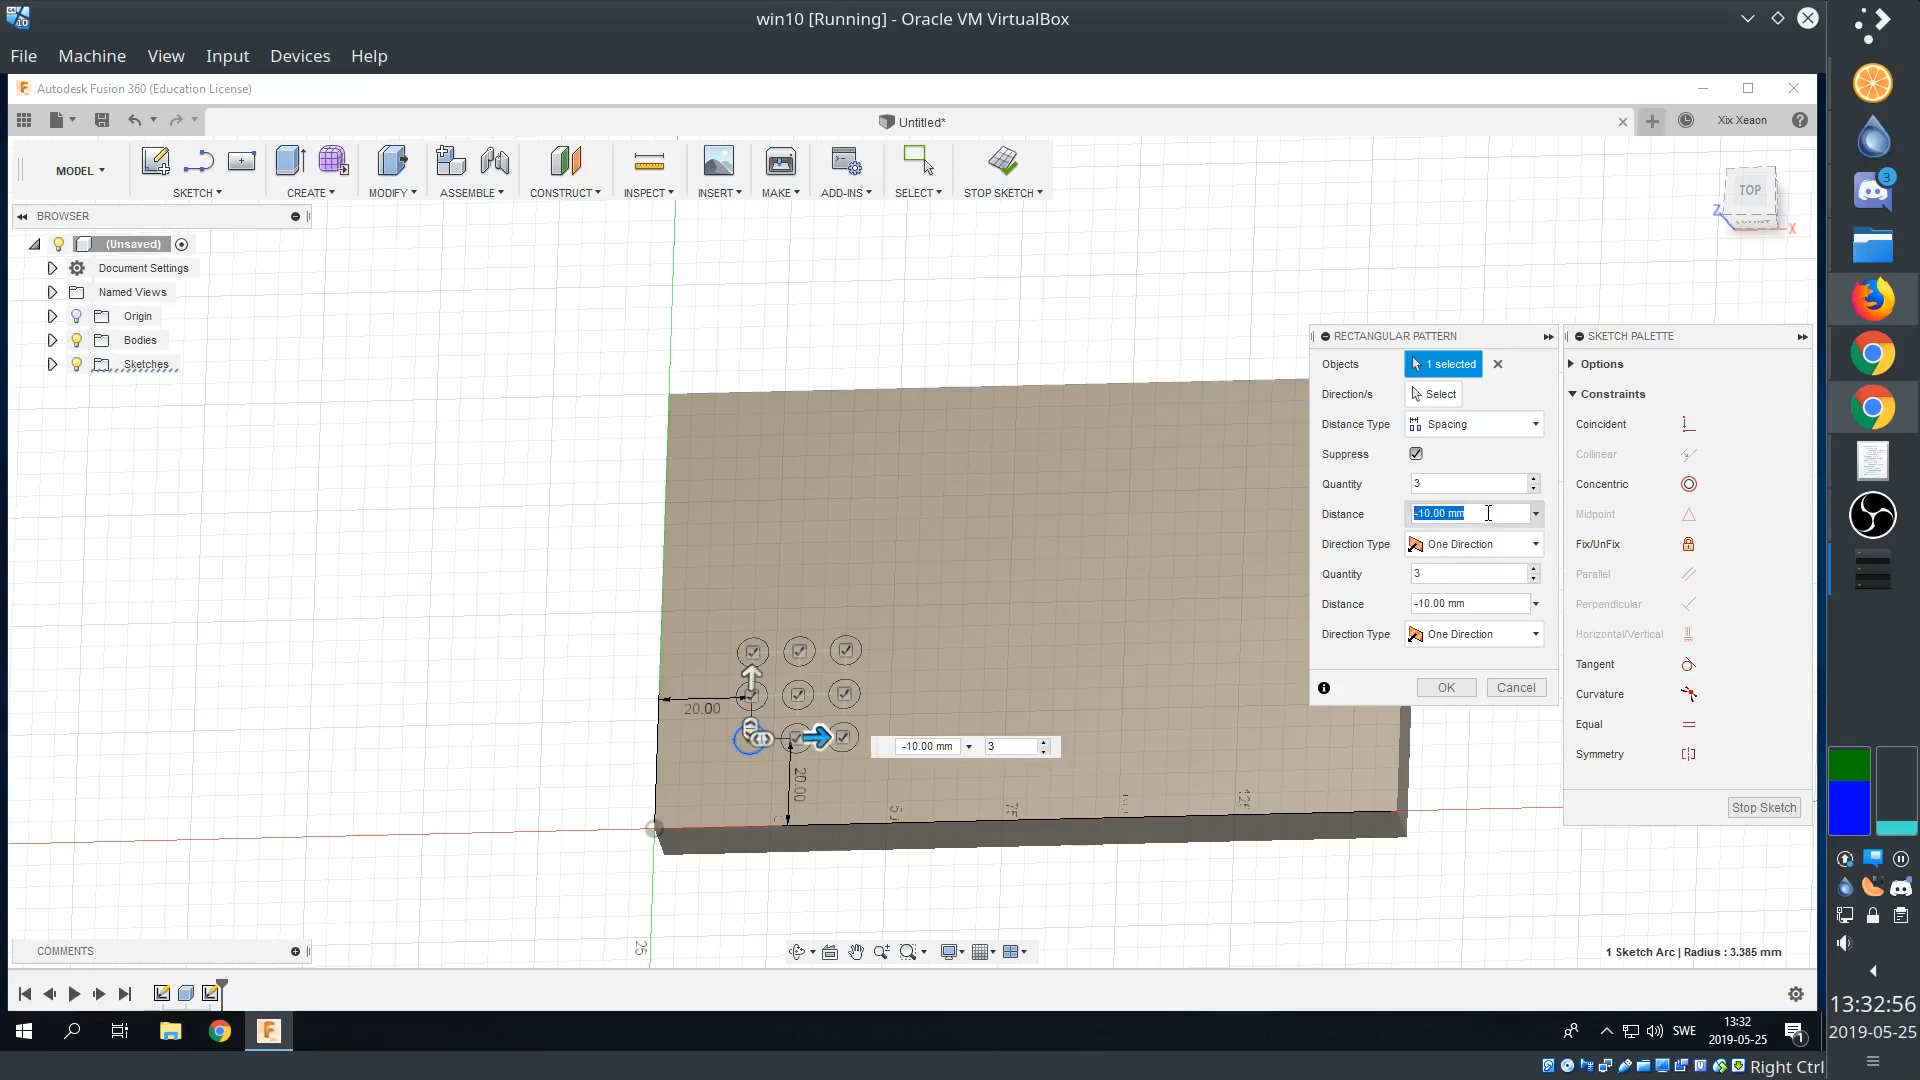 win10 [Running] - Oracle VM VirtualBox
File Machine View Input Devices Help
Autodesk Fusion 360 (Education License)
Untitled*
Xix Xeaon
MODEL
SKETCH CREATE MODIFY ASSEMBLE CONSTRUCT INSPECT INSERT MAKE ADD-INS SELECT STOP SKETCH
TOP
Z
X
BROWSER
(Unsaved)
Document Settings
Named Views
Origin
Bodies
Sketches
RECTANGULAR PATTERN
Objects 1 selected
Direction/s Select
Distance Type Spacing
Suppress
Quantity 3
Distance -10.00 mm
Direction Type One Direction
Quantity 3
Distance -10.00 mm
Direction Type One Direction
OK Cancel
SKETCH PALETTE
Options
Constraints
Coincident
Collinear
Concentric
Midpoint
Fix/UnFix
Parallel
Perpendicular
Horizontal/Vertical
Tangent
Curvature
Equal
Symmetry
Stop Sketch
20.00
-10.00 mm 3
20.00
75
125
25
COMMENTS
1 Sketch Arc | Radius : 3.385 mm
SWE
13:32
2019-05-25
1
Right Ctrl
3
13:32:56
2019-05-25